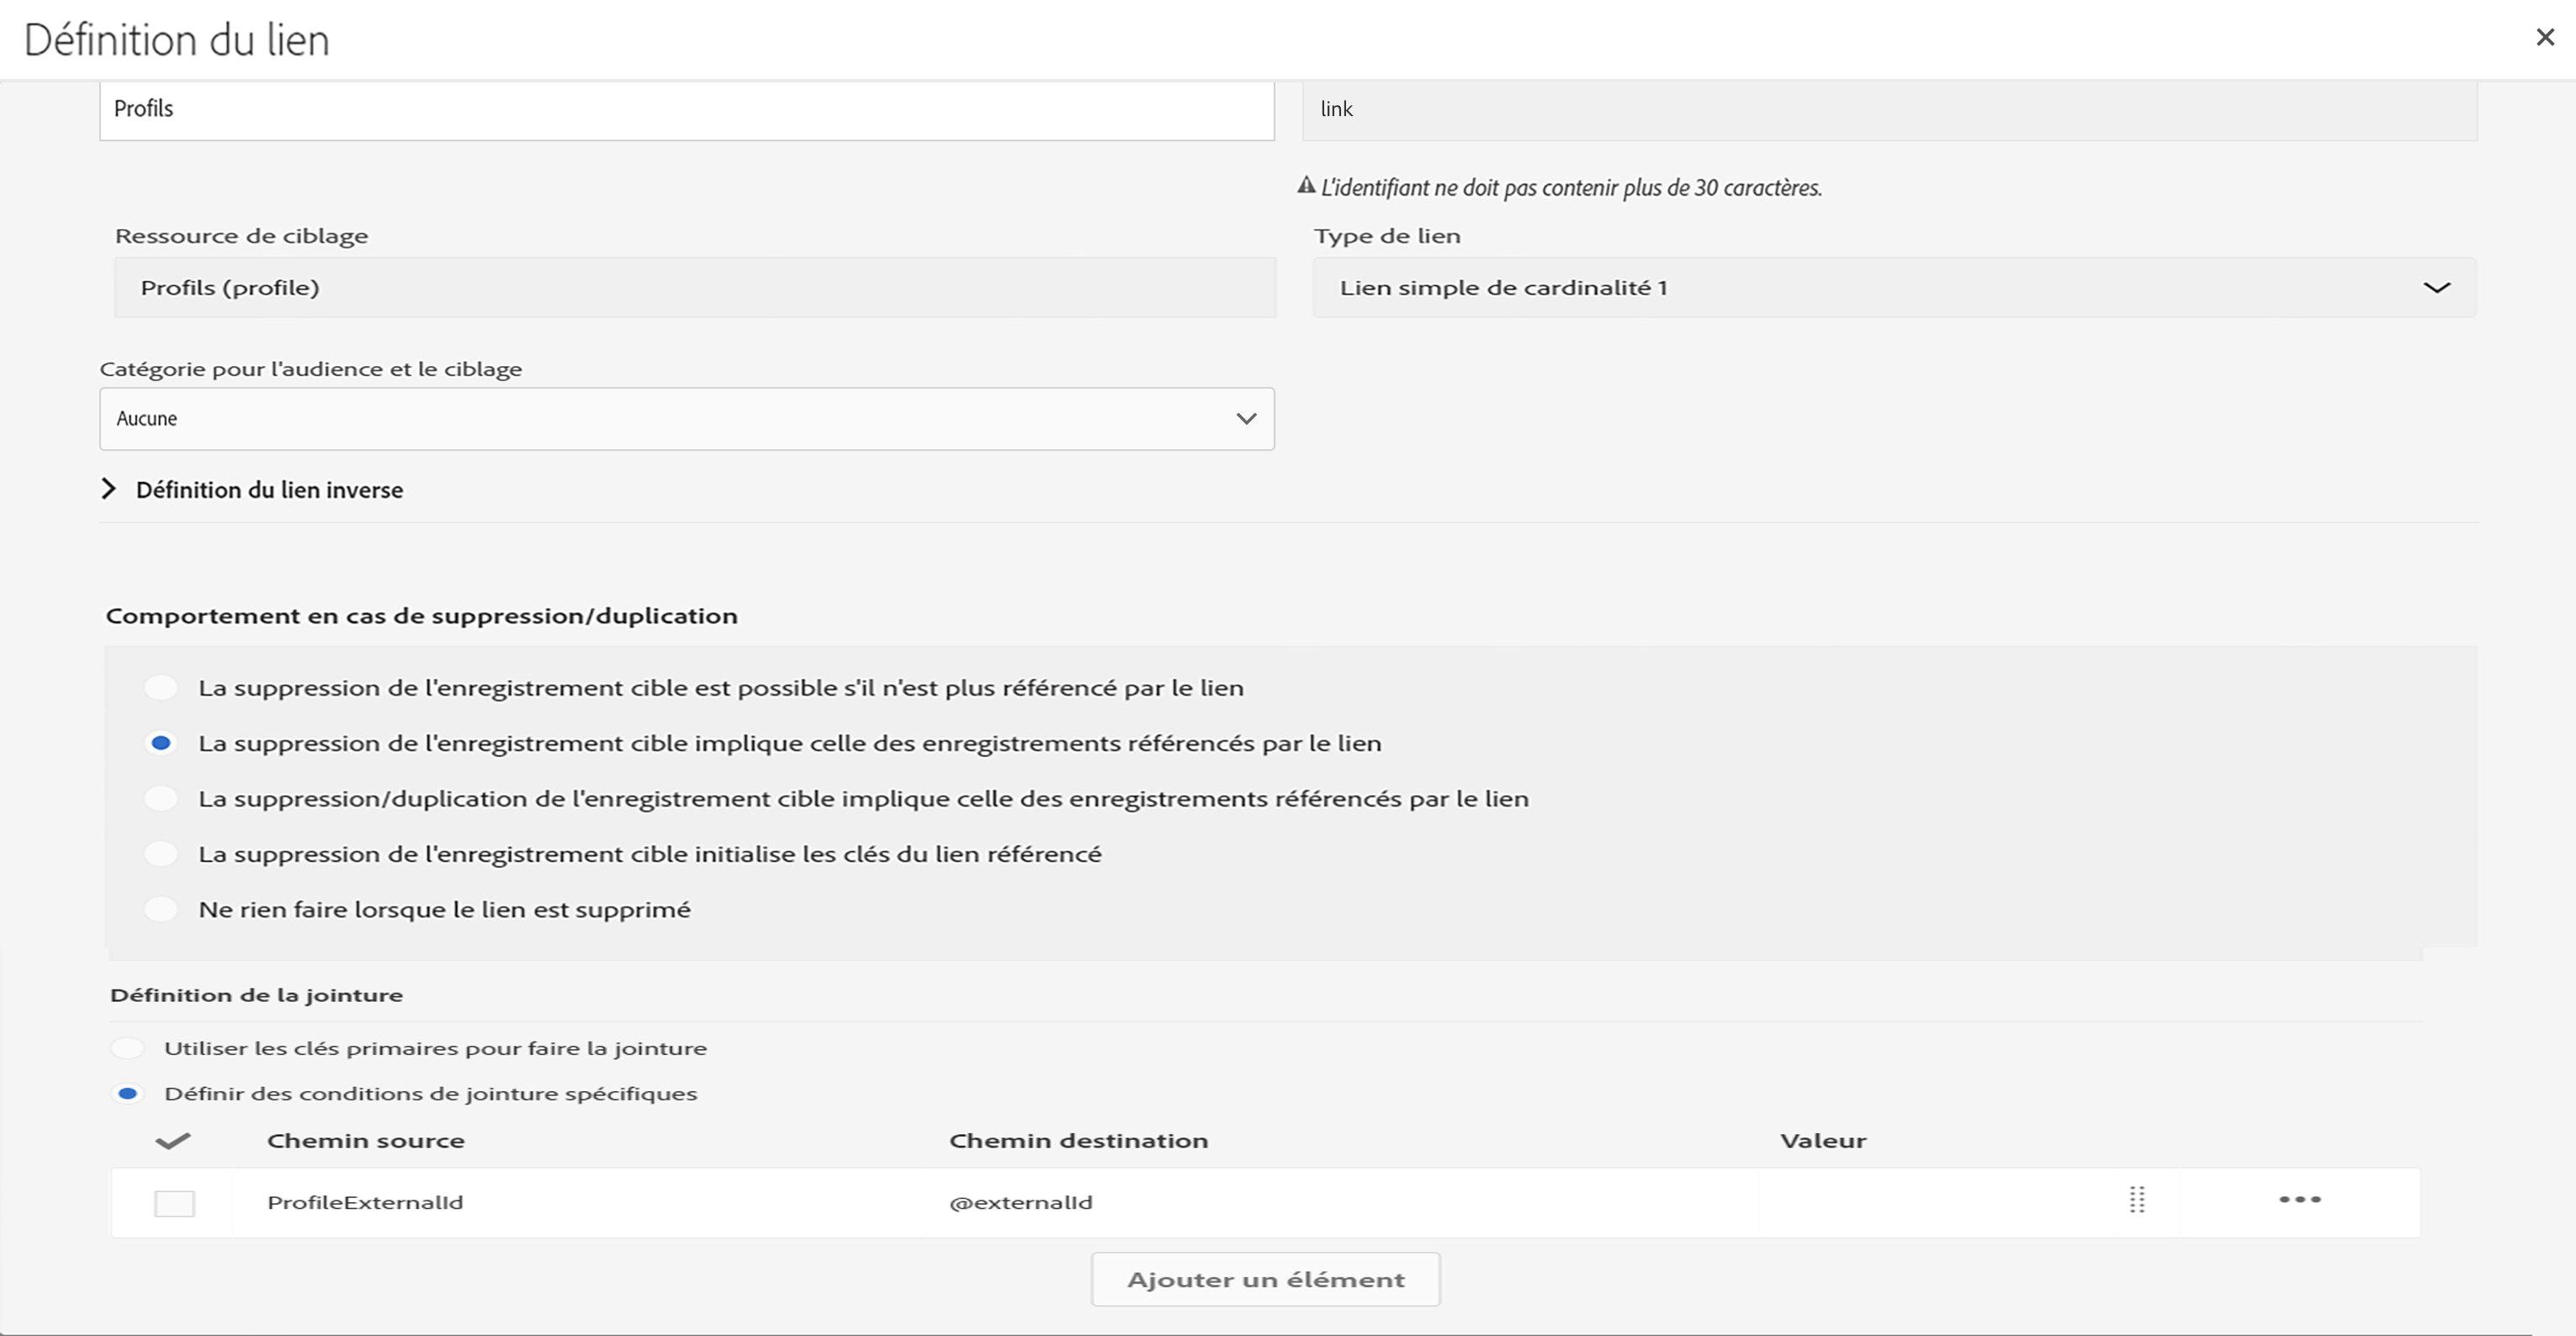 Définition du lien
Profils
link
L'identifiant ne doit pas contenir plus de 30 caractères.
Ressource de ciblage
Type de lien
Profils (profile)
Lien simple de cardinalité 1
Catégorie pour l'audience et le ciblage
Aucune
Définition du lien inverse
Comportement en cas de suppression/duplication
La suppression de l'enregistrement cible est possible s'il n'est plus référencé par le lien
La suppression de l'enregistrement cible implique celle des enregistrements référencés par le lien
La suppression/duplication de l'enregistrement cible implique celle des enregistrements référencés par le lien
La suppression de l'enregistrement cible initialise les clés du lien référencé
Ne rien faire lorsque le lien est supprimé
Définition de la jointure
Utiliser les clés primaires pour faire la jointure
Définir des conditions de jointure spécifiques
Chemin source Chemin destination Valeur
ProfileExternalId @externalId
Ajouter un élément